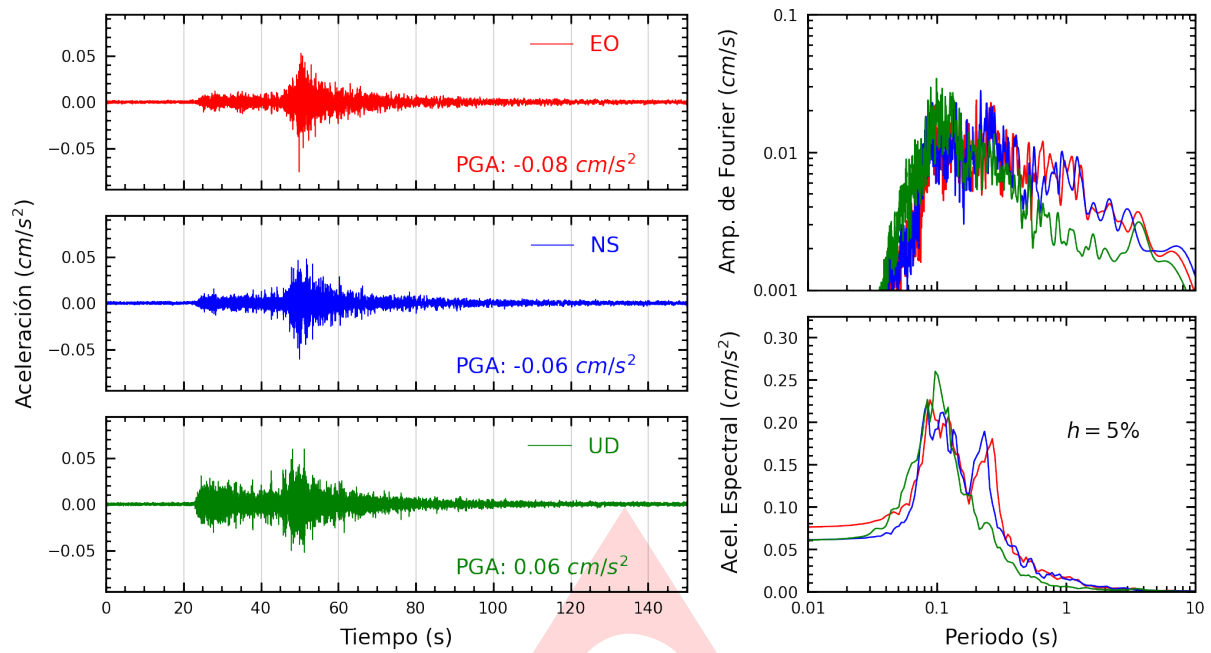 Aceleración (cm/s²)
0.05
0.00
−0.05
EO
PGA: -0.08 cm/s²
0.05
0.00
−0.05
NS
PGA: -0.06 cm/s²
0.05
0.00
−0.05
UD
PGA: 0.06 cm/s²
0 20 40 60 80 100 120 140
Tiempo (s)
Amp. de Fourier (cm/s)
0.1
0.01
0.001
Acel. Espectral (cm/s²)
0.30
0.25
0.20
0.15
0.10
0.05
0.00
h = 5%
0.01 0.1 1 10
Periodo (s)